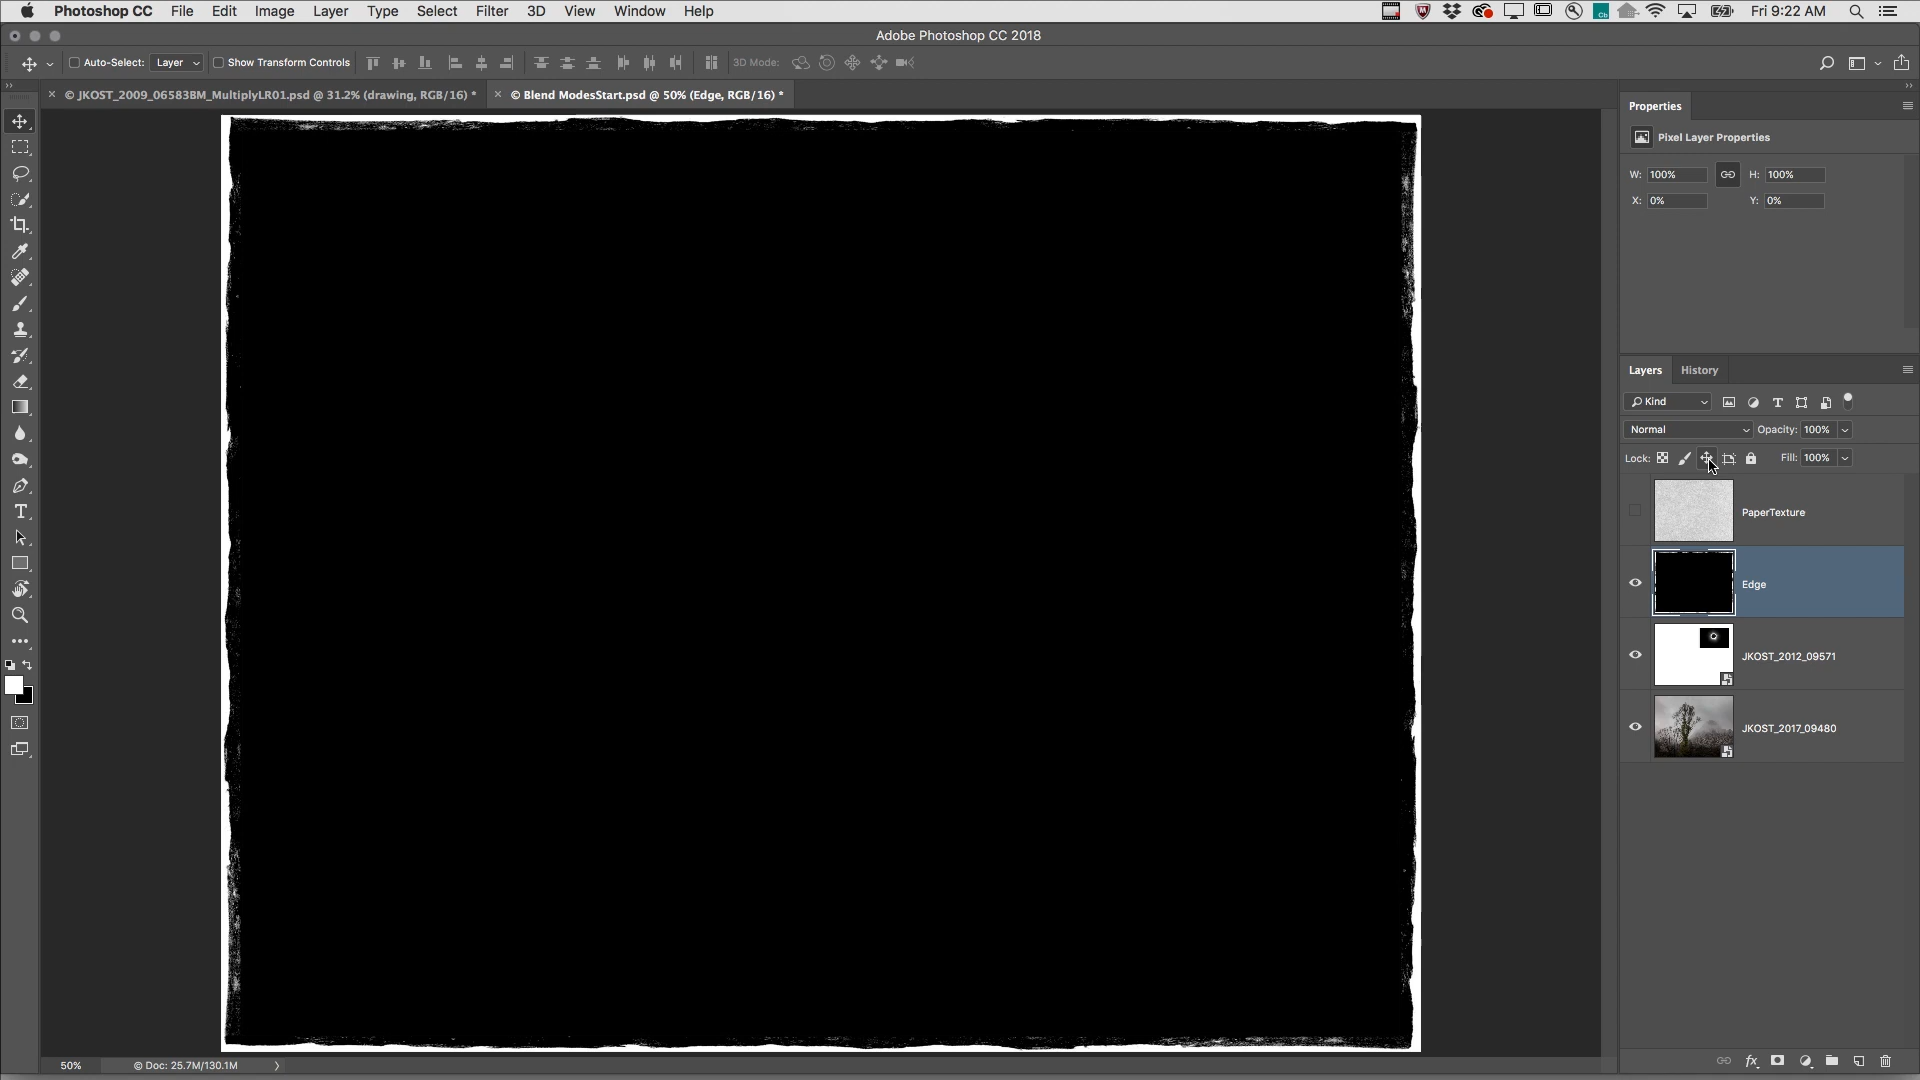 Photoshop CC File Edit Image Layer Type Select Filter 3D View Window Help Fri 9:22 AM
Adobe Photoshop CC 2018
Auto-Select: Layer Show Transform Controls 3D Mode:
× © JKOST_2009_06583BM_MultiplyLR01.psd @ 31.2% (drawing, RGB/16) * × © Blend ModesStart.psd @ 50% (Edge, RGB/16) *
Properties
Pixel Layer Properties
W: 100% H: 100%
X: 0% Y: 0%
Layers History
Kind
Normal Opacity: 100%
Lock: Fill: 100%
PaperTexture
Edge
JKOST_2012_09571
JKOST_2017_09480
50% © Doc: 25.7M/130.1M